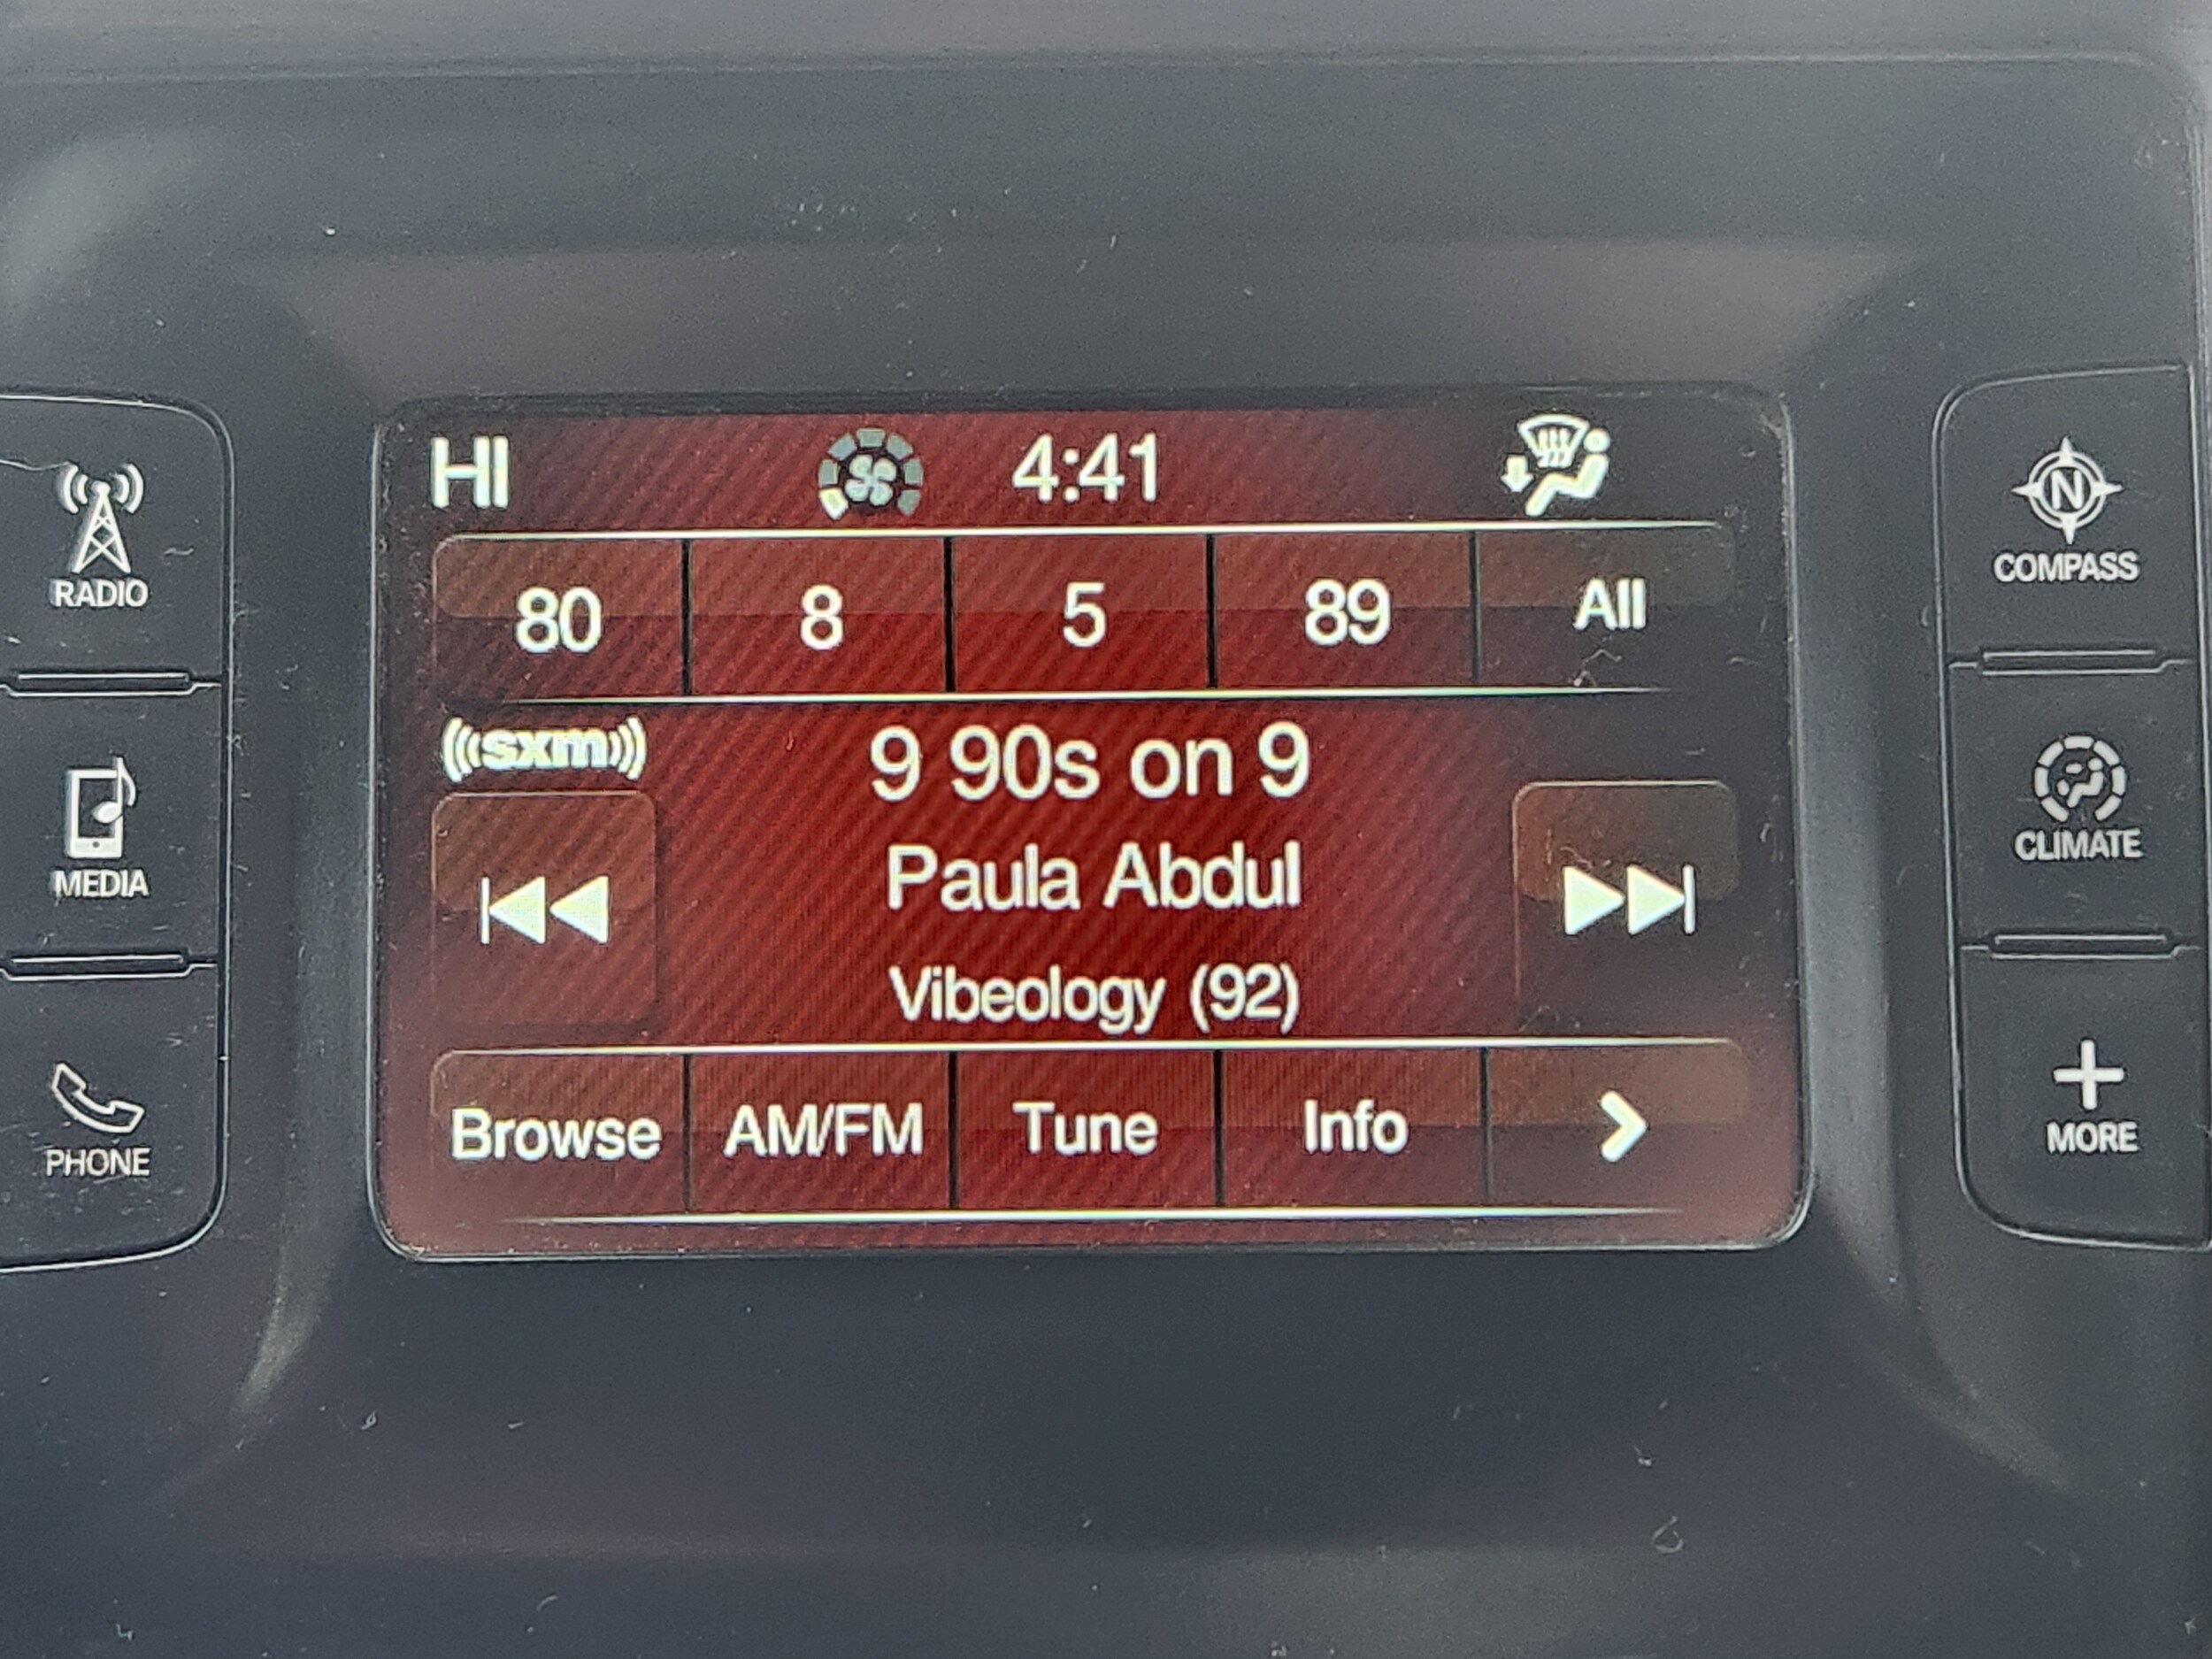 HI 4:41
80 8 5 89 All
sxm
9 90s on 9
Paula Abdul
Vibeology (92)
Browse AM/FM Tune Info
RADIO
MEDIA
PHONE
N
COMPASS
CLIMATE
MORE